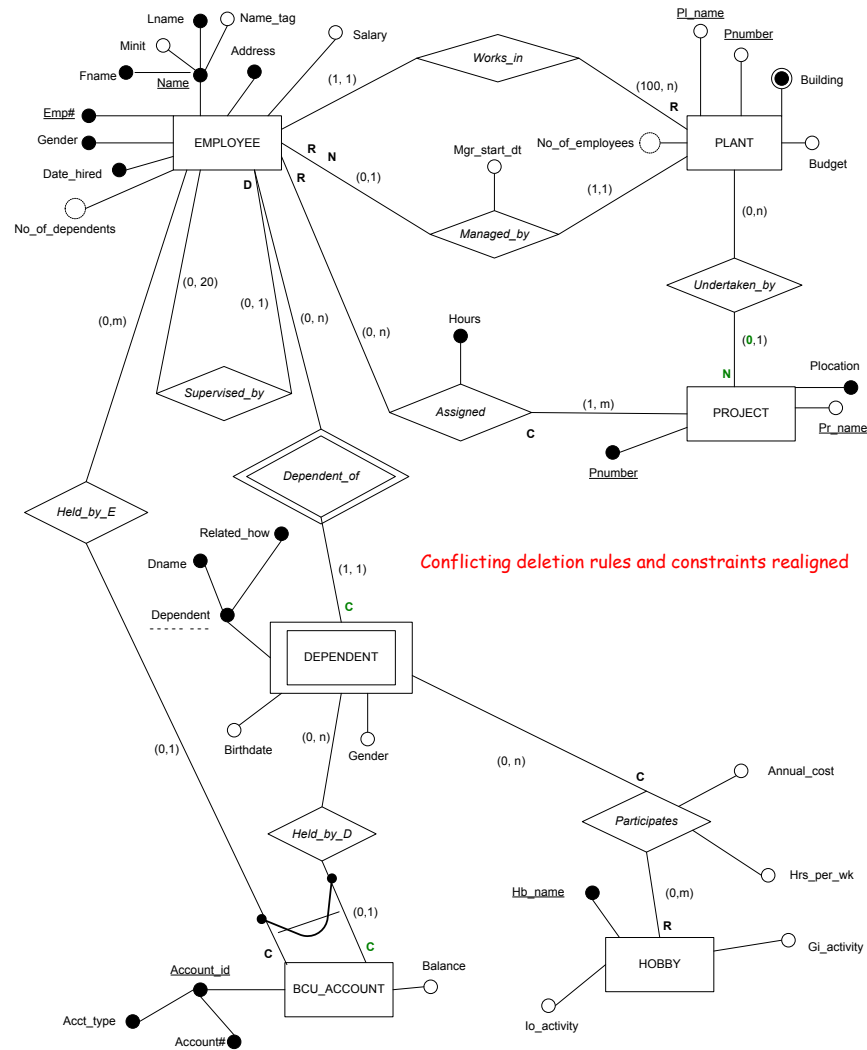 Pl_name
Lname
Name_tag
Pnumber
Salary
Minit
Address
Works_in
Fname
Name
(1, 1)
(100, n)
Building
Emp#
R
EMPLOYEE
No_of_employees
PLANT
Gender
R
N
Mgr_start_dt
Budget
Date_hired
D
R
(0,1)
(1,1)
(0,n)
No_of_dependents
Managed_by
(0, 20)
Undertaken_by
(0, 1)
(0, n)
(0,m)
Hours
(0, n)
(0,1)
Plocation
N
Supervised_by
Assigned
(1, m)
PROJECT
C
Pr_name
Pnumber
Dependent_of
Held_by_E
Related_how
Dname
Conflicting deletion rules and constraints realigned
(1, 1)
C
Dependent
DEPENDENT
(0, n)
(0,1)
Birthdate
Gender
(0, n)
C
Annual_cost
Participates
Held_by_D
Hrs_per_wk
Hb_name
(0,m)
(0,1)
R
C
C
Gi_activity
Account_id
BCU_ACCOUNT
Balance
HOBBY
Acct_type
Io_activity
Account#